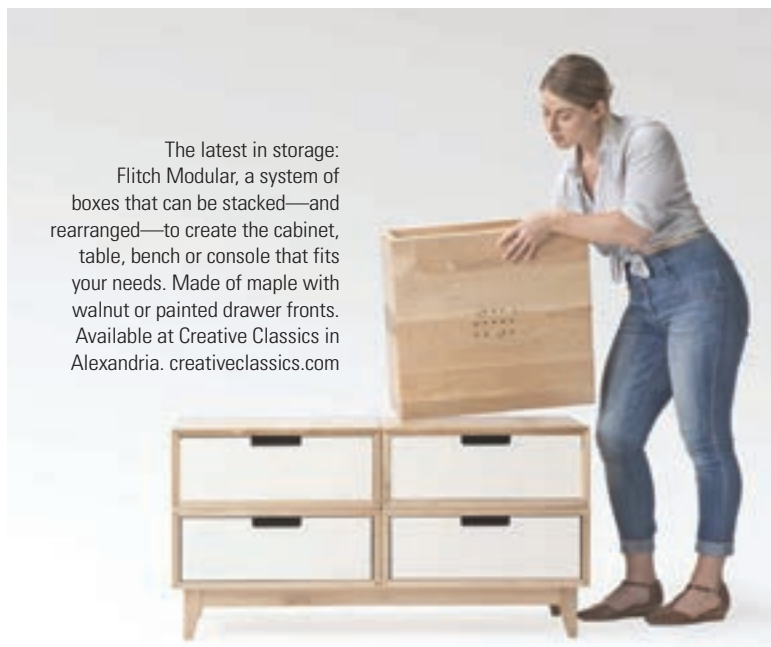 The latest in storage:
Flitch Modular, a system of
boxes that can be stacked—and
rearranged—to create the cabinet,
table, bench or console that fits
your needs. Made of maple with
walnut or painted drawer fronts.
Available at Creative Classics in
Alexandria. creativeclassics.com